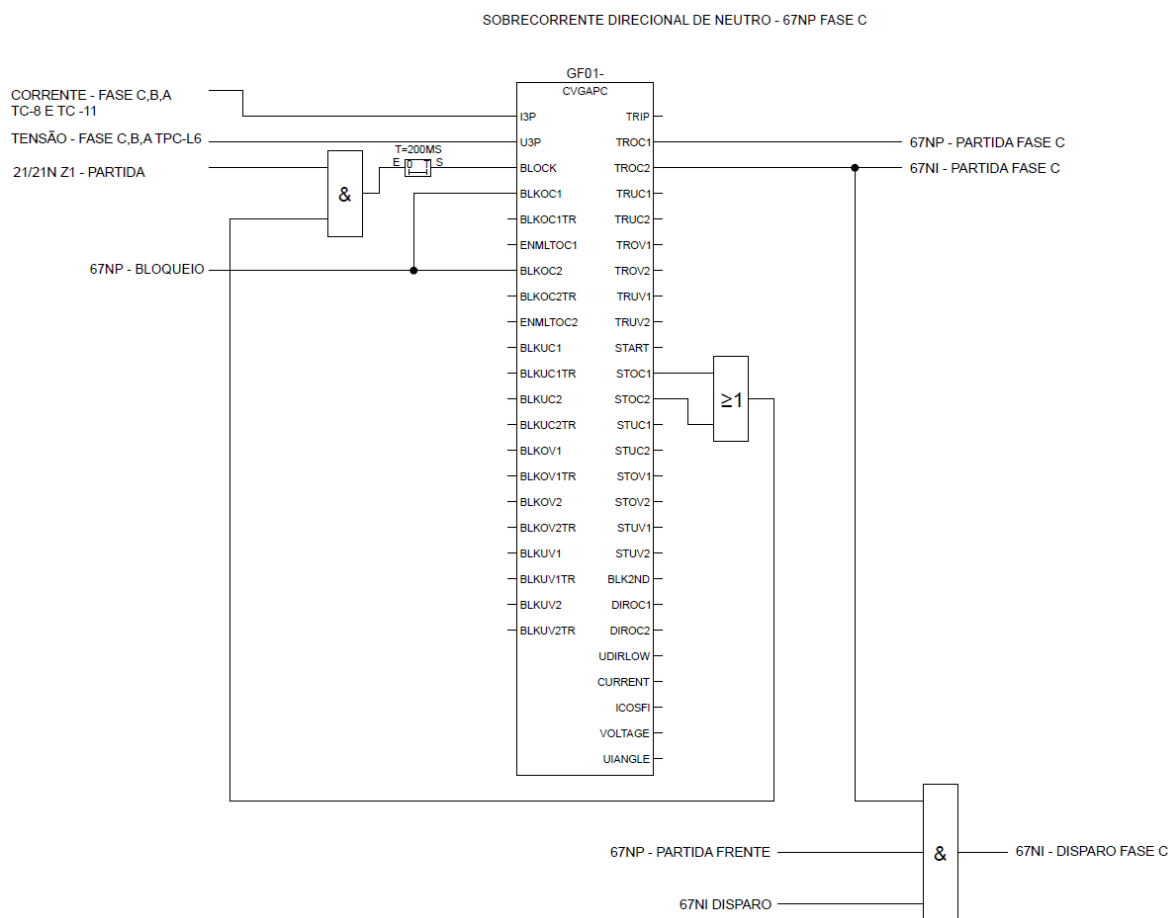 SOBRECORRENTE DIRECIONAL DE NEUTRO - 67NP FASE C
GF01-
CVGAPC
CORRENTE - FASE C,B,A
TC-8 E TC -11
TENSÃO - FASE C,B,A TPC-L6
21/21N Z1 - PARTIDA
67NP - BLOQUEIO
&
T=200MS
E 0 T S
I3P
U3P
BLOCK
BLKOC1
BLKOC1TR
ENMLTOC1
BLKOC2
BLKOC2TR
ENMLTOC2
BLKUC1
BLKUC1TR
BLKUC2
BLKUC2TR
BLKOV1
BLKOV1TR
BLKOV2
BLKOV2TR
BLKUV1
BLKUV1TR
BLKUV2
BLKUV2TR
TRIP
TROC1
TROC2
TRUC1
TRUC2
TROV1
TROV2
TRUV1
TRUV2
START
STOC1
STOC2
STUC1
STUC2
STOV1
STOV2
STUV1
STUV2
BLK2ND
DIROC1
DIROC2
UDIRLOW
CURRENT
ICOSFI
VOLTAGE
UIANGLE
≥1
67NP - PARTIDA FASE C
67NI - PARTIDA FASE C
67NP - PARTIDA FRENTE
67NI DISPARO
&
67NI - DISPARO FASE C